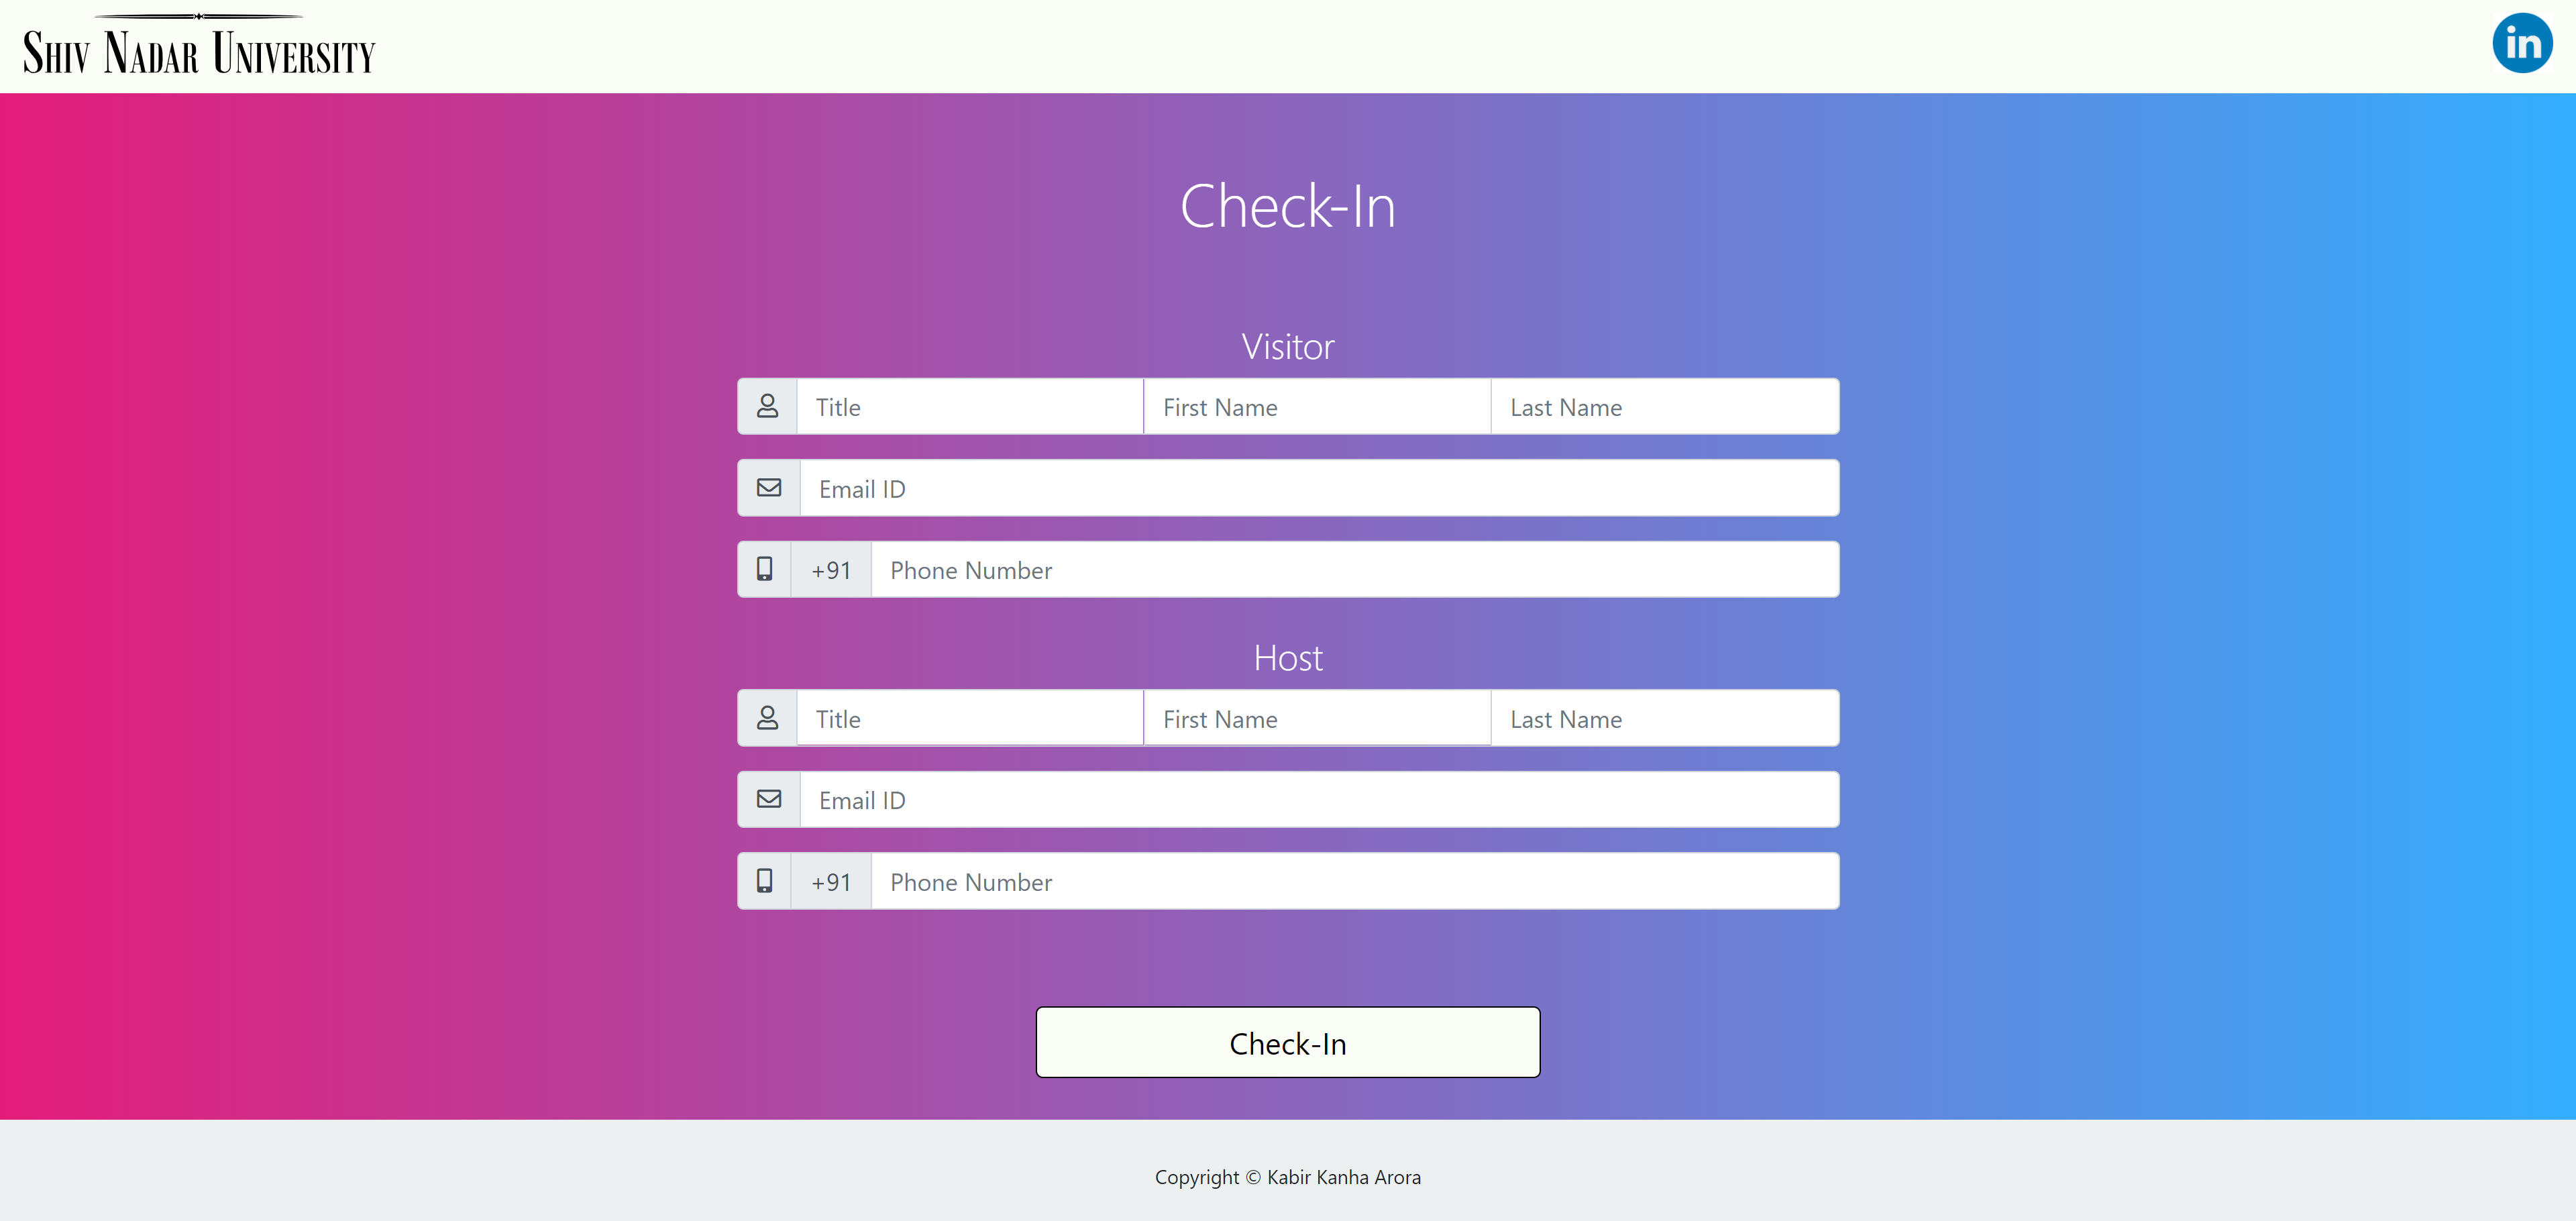 Shiv Nadar University
in
Check-In
Visitor
Title First Name Last Name
Email ID
+91 Phone Number
Host
Title First Name Last Name
Email ID
+91 Phone Number
Check-In
Copyright © Kabir Kanha Arora